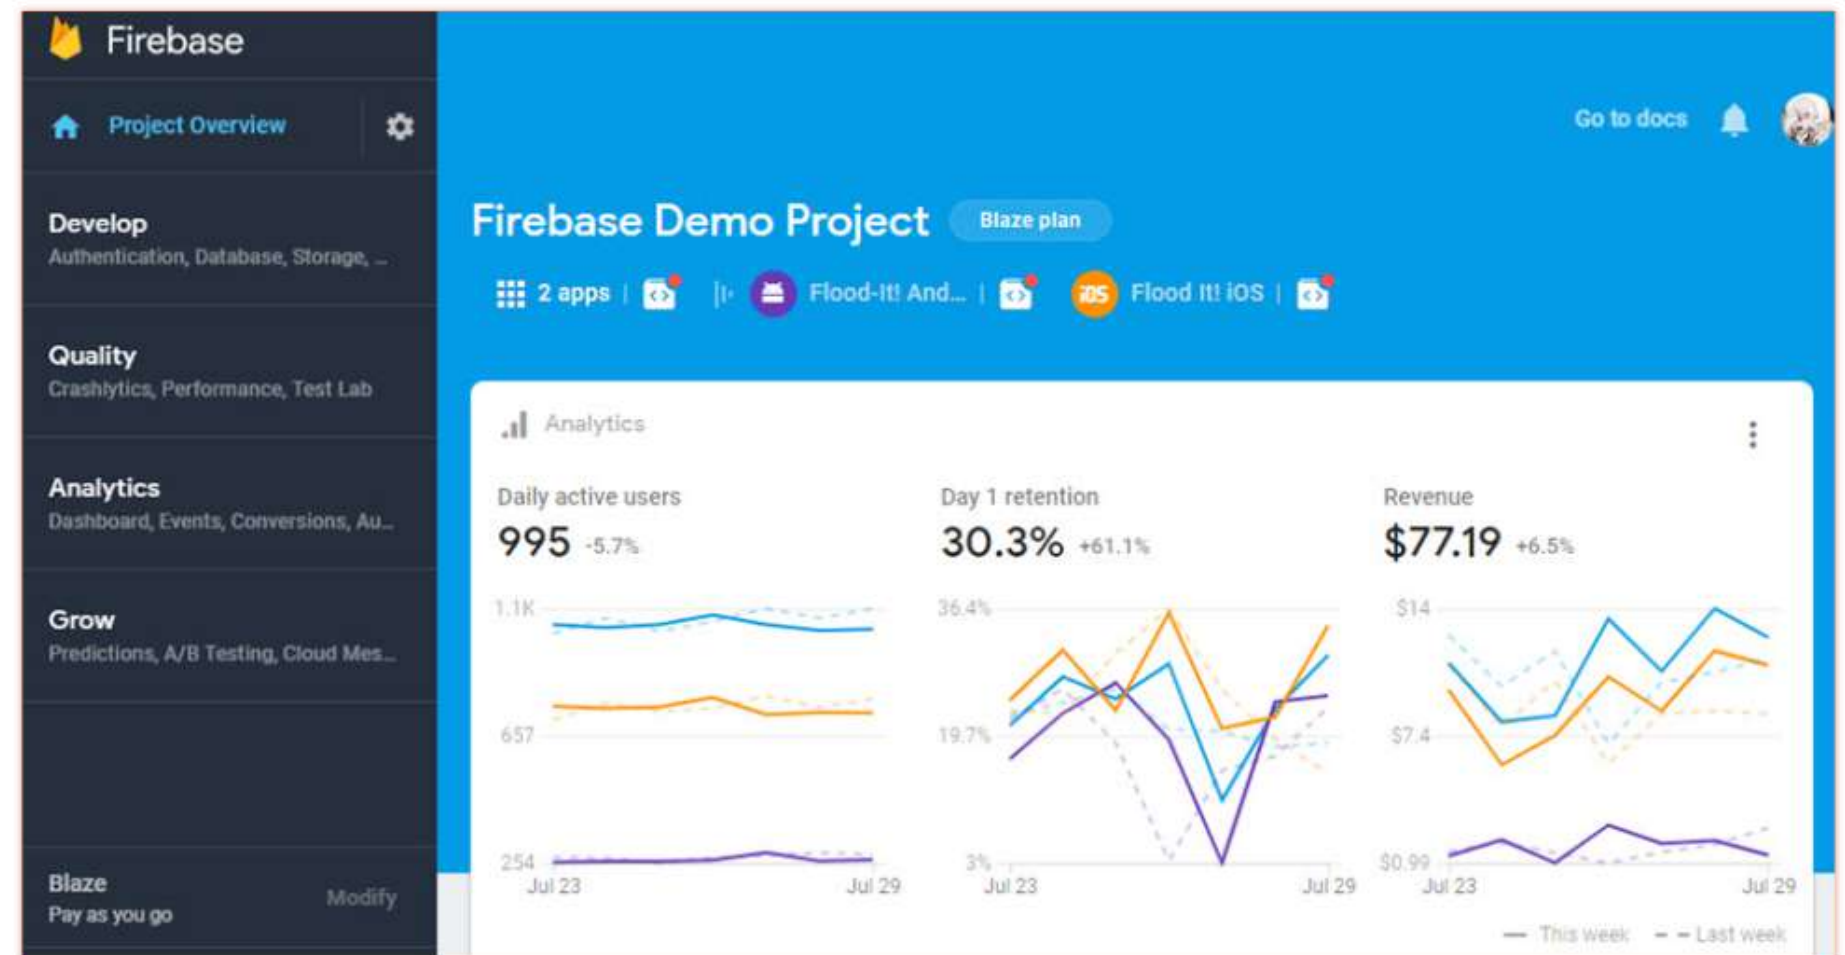 Firebase
Project Overview
Go to docs
Develop
Authentication, Database, Storage, ...
Firebase Demo Project
Blaze plan
2 apps
Flood-It! And...
iOS
Flood It! iOS
Quality
Crashlytics, Performance, Test Lab
Analytics
Dashboard, Events, Conversions, Au...
Grow
Predictions, A/B Testing, Cloud Mes...
Blaze
Pay as you go
Modify
Analytics
Daily active users
995 -5.7%
1.1K
657
254
Jul 23 Jul 29
Day 1 retention
30.3% +61.1%
36.4%
19.7%
3%
Jul 23 Jul 29
Revenue
$77.19 +6.5%
$14
$7.4
$0.99
Jul 23 Jul 29
This week Last week